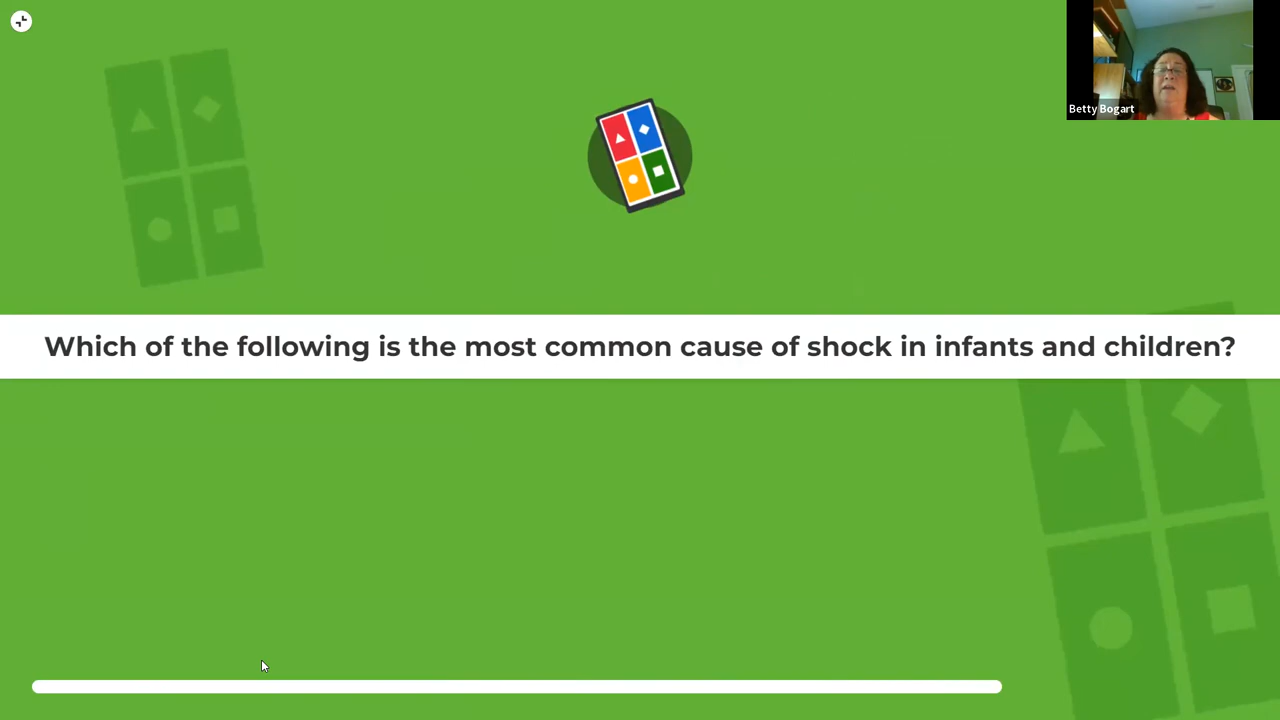 Betty Bogart
Which of the following is the most common cause of shock in infants and children?